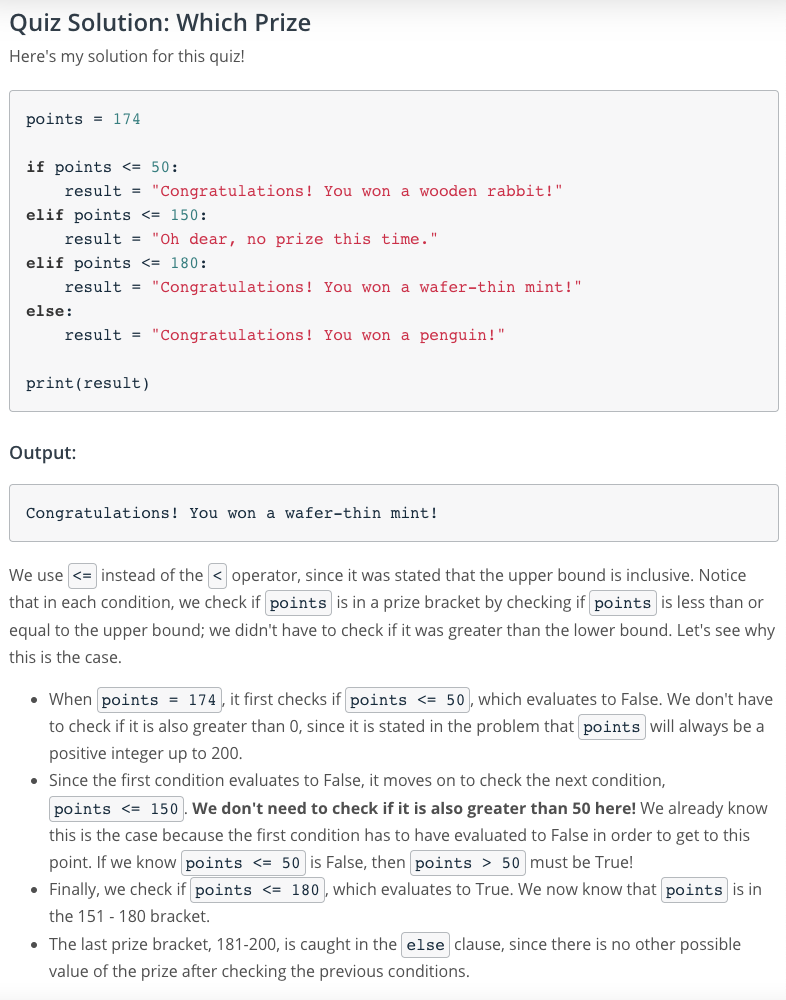 Quiz Solution: Which Prize
Here's my solution for this quiz!
points = 174
if points <= 50:
    result = "Congratulations! You won a wooden rabbit!"
elif points <= 150:
    result = "Oh dear, no prize this time."
elif points <= 180:
    result = "Congratulations! You won a wafer-thin mint!"
else:
    result = "Congratulations! You won a penguin!"
print(result)
Output:
Congratulations! You won a wafer-thin mint!
We use <= instead of the < operator, since it was stated that the upper bound is inclusive. Notice
that in each condition, we check if points is in a prize bracket by checking if points is less than or
equal to the upper bound; we didn't have to check if it was greater than the lower bound. Let's see why
this is the case.
• When points = 174, it first checks if points <= 50, which evaluates to False. We don't have
to check if it is also greater than 0, since it is stated in the problem that points will always be a
positive integer up to 200.
• Since the first condition evaluates to False, it moves on to check the next condition,
points <= 150. We don't need to check if it is also greater than 50 here! We already know
this is the case because the first condition has to have evaluated to False in order to get to this
point. If we know points <= 50 is False, then points > 50 must be True!
• Finally, we check if points <= 180, which evaluates to True. We now know that points is in
the 151 - 180 bracket.
• The last prize bracket, 181-200, is caught in the else clause, since there is no other possible
value of the prize after checking the previous conditions.